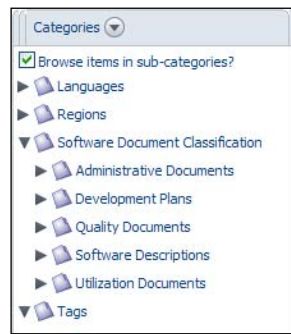 Categories
Browse items in sub-categories?
Languages
Regions
Software Document Classification
Administrative Documents
Development Plans
Quality Documents
Software Descriptions
Utilization Documents
Tags